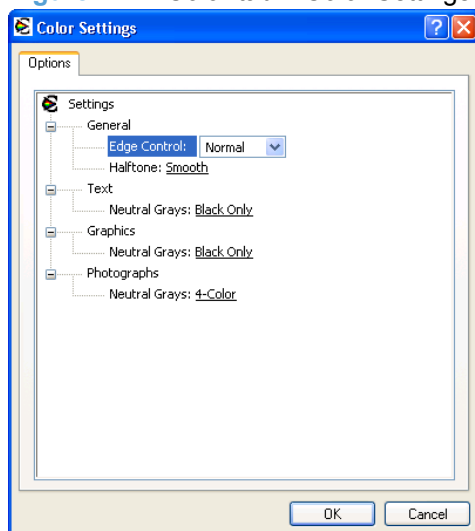 Color Settings
Options
Settings
General
Edge Control: Normal
Halftone: Smooth
Text
Neutral Grays: Black Only
Graphics
Neutral Grays: Black Only
Photographs
Neutral Grays: 4-Color
OK Cancel